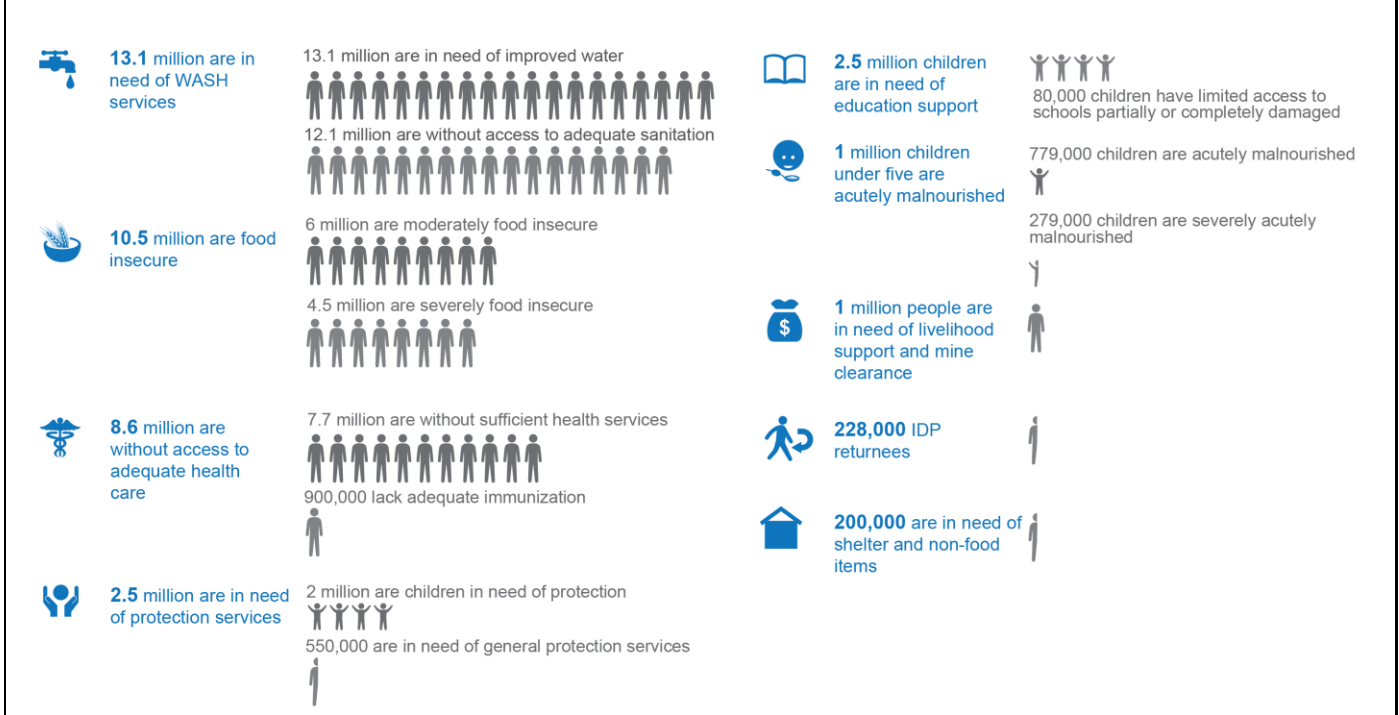 13.1 million are in
need of WASH
services
13.1 million are in need of improved water
12.1 million are without access to adequate sanitation
10.5 million are food
insecure
6 million are moderately food insecure
4.5 million are severely food insecure
8.6 million are
without access to
adequate health
care
7.7 million are without sufficient health services
900,000 lack adequate immunization
2.5 million are in need
of protection services
2 million are children in need of protection
550,000 are in need of general protection services
2.5 million children
are in need of
education support
80,000 children have limited access to
schools partially or completely damaged
1 million children
under five are
acutely malnourished
779,000 children are acutely malnourished
279,000 children are severely acutely
malnourished
$
1 million people are
in need of livelihood
support and mine
clearance
228,000 IDP
returnees
200,000 are in need of
shelter and non-food
items